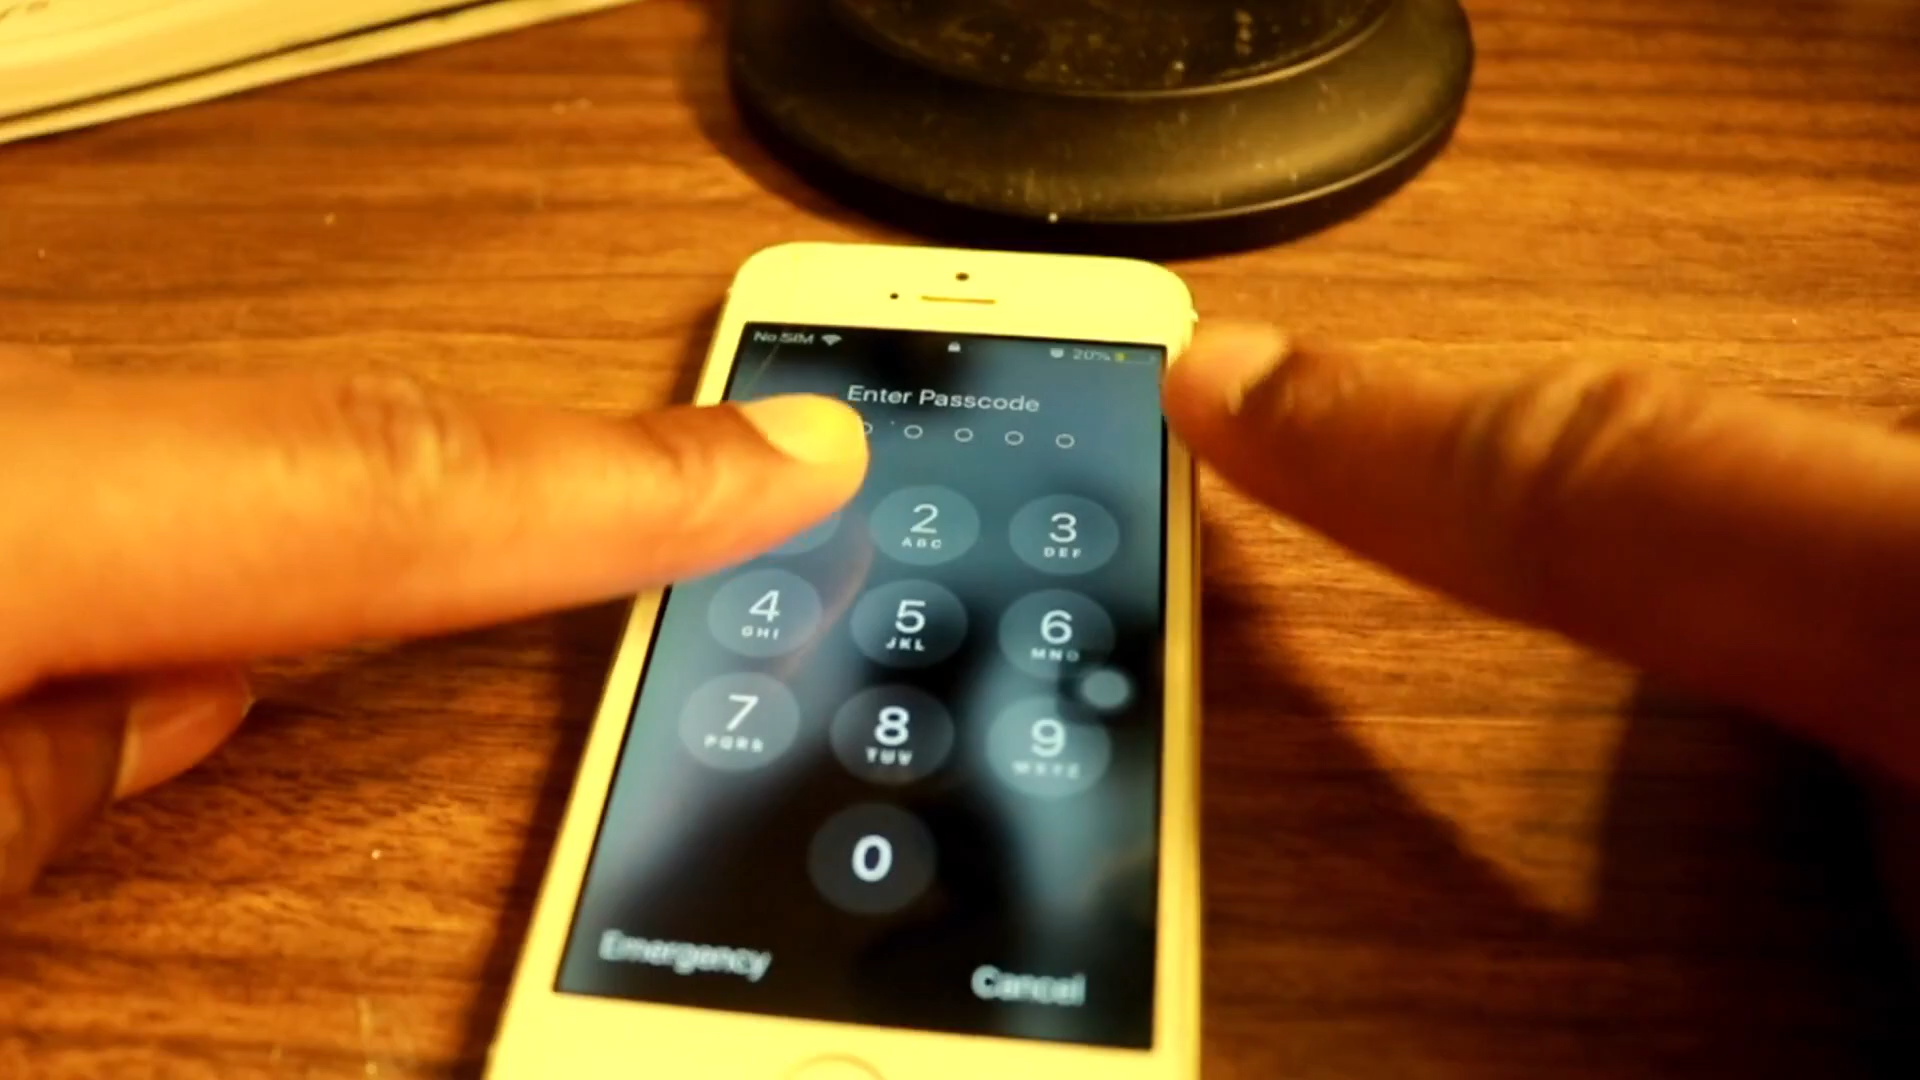 No SIM 20%
Enter Passcode
2 3
ABC DEF
4 5 6
GHI JKL MNO
7 8 9
PQRS TUV WXYZ
0
Emergency Cancel